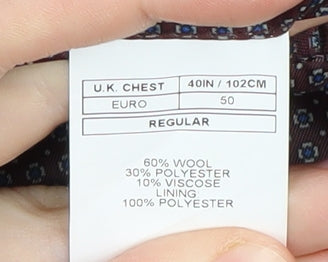 U.K. CHEST 40IN / 102CM
EURO 50
REGULAR
60% WOOL
30% POLYESTER
10% VISCOSE
LINING:
100% POLYESTER